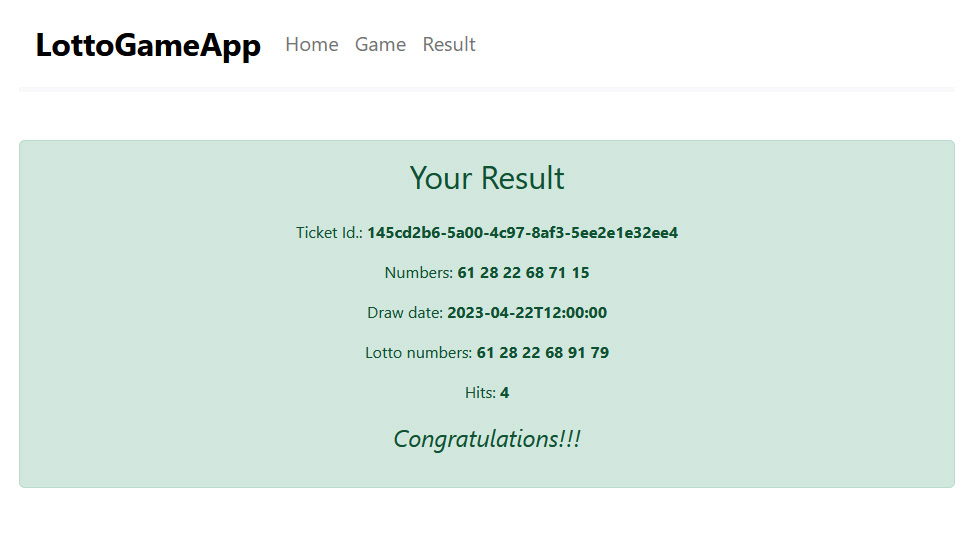 LottoGameApp Home Game Result
Your Result
Ticket Id.: 145cd2b6-5a00-4c97-8af3-5ee2e1e32ee4
Numbers: 61 28 22 68 71 15
Draw date: 2023-04-22T12:00:00
Lotto numbers: 61 28 22 68 91 79
Hits: 4
Congratulations!!!